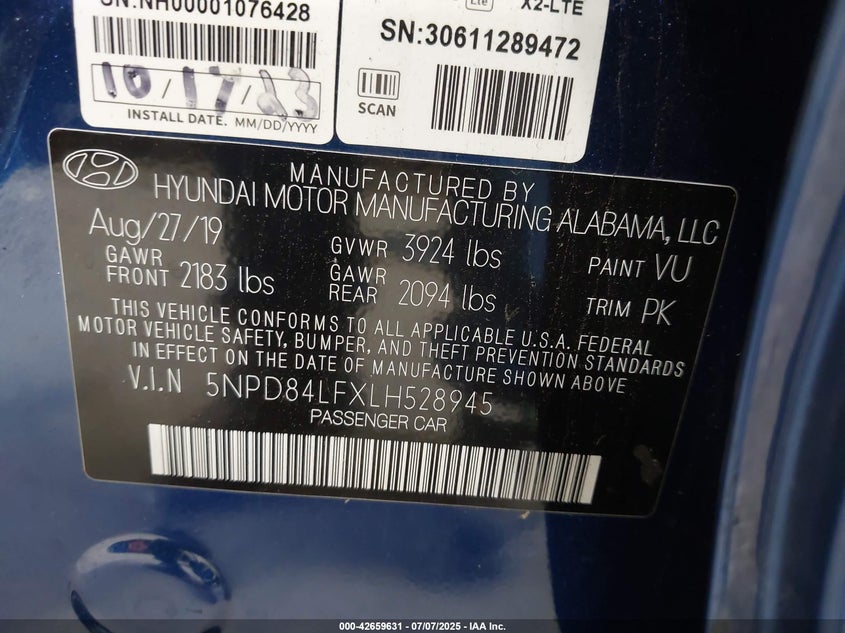 SN:NH00001076428
10/17/23
INSTALL DATE. MM/DD/YYYY
Lte
X2-LTE
SN:30611289472
SCAN
MANUFACTURED BY
HYUNDAI MOTOR MANUFACTURING ALABAMA, LLC
Aug/27/19
GVWR 3924 lbs
PAINT VU
GAWR FRONT 2183 lbs
GAWR REAR 2094 lbs
TRIM PK
THIS VEHICLE CONFORMS TO ALL APPLICABLE U.S.A. FEDERAL
MOTOR VEHICLE SAFETY, BUMPER, AND THEFT PREVENTION STANDARDS
IN EFFECT ON THE DATE OF MANUFACTURE SHOWN ABOVE
V.I.N 5NPD84LFXLH528945
PASSENGER CAR
000-42659631 - 07/07/2025 - IAA Inc.